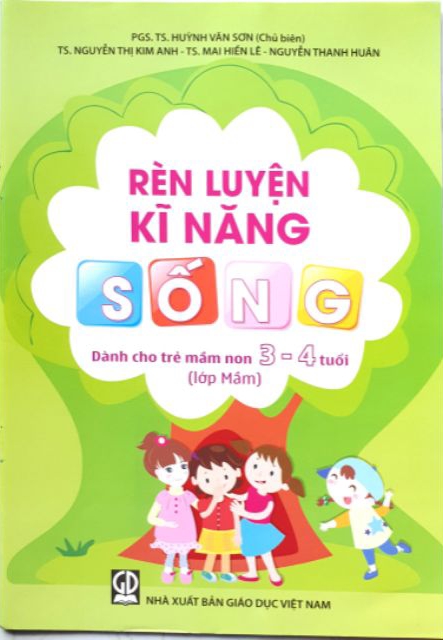 PGS. TS. HUỲNH VĂN SƠN (Chủ biên)
TS. NGUYỄN THỊ KIM ANH - TS. MAI HIỀN LÊ - NGUYỄN THANH HUÂN
RÈN LUYỆN
KĨ NĂNG
SỐNG
Dành cho trẻ mầm non 3 - 4 tuổi
(lớp Mầm)
GD
NHÀ XUẤT BẢN GIÁO DỤC VIỆT NAM